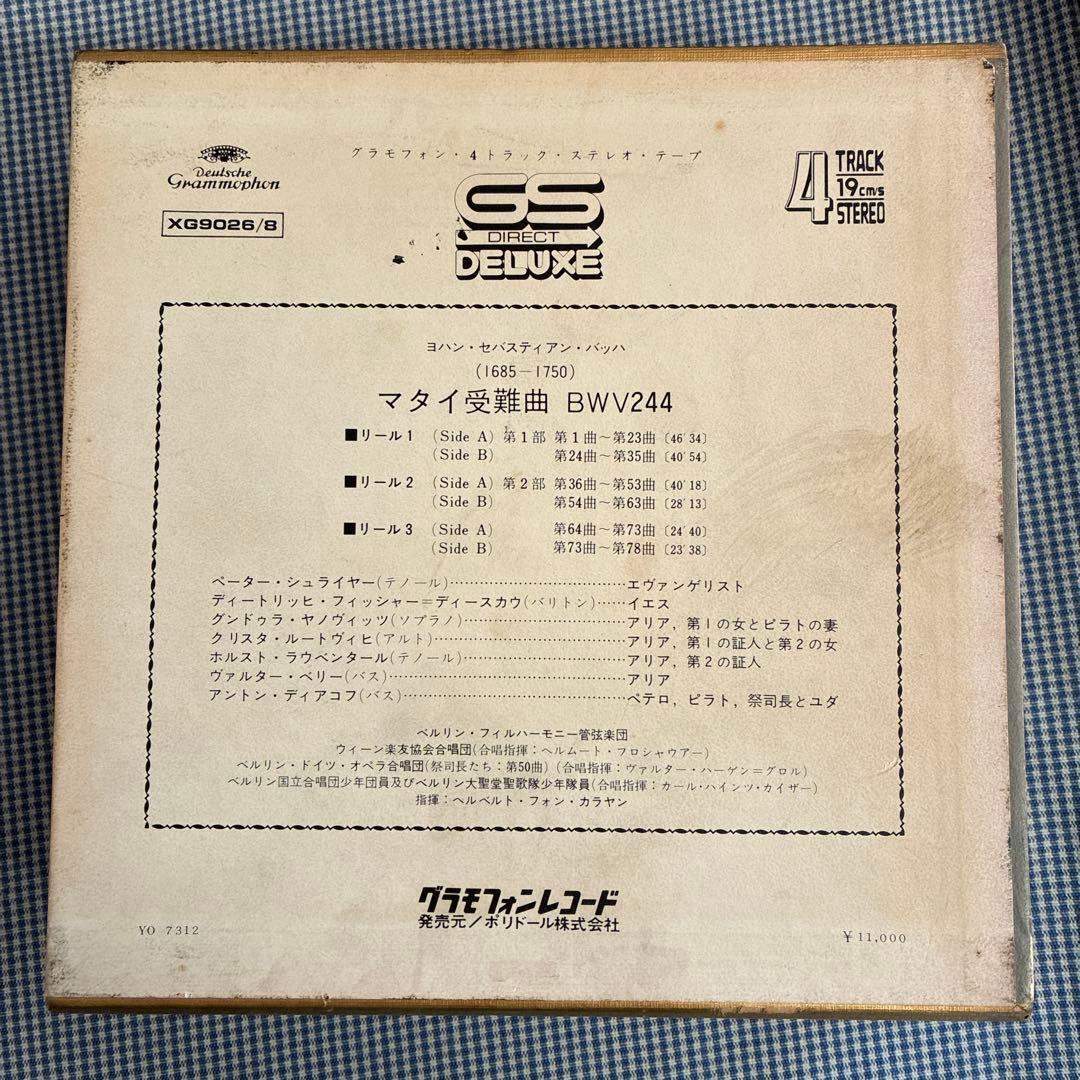 グラモフォン・4トラック・ステレオ・テープ
Deutsche
Grammophon
XG9026/8
GS
DIRECT
DELUXE
4 TRACK
19cm/s
STEREO
ヨハン・セバスティアン・バッハ
(1685—1750)
マタイ受難曲 BWV244
■リール1 (Side A) 第1部 第1曲～第23曲〔46′34〕
(Side B) 第24曲～第35曲〔40′54〕
■リール2 (Side A) 第2部 第36曲～第53曲〔40′18〕
(Side B) 第54曲～第63曲〔28′13〕
■リール3 (Side A) 第64曲～第73曲〔24′40〕
(Side B) 第73曲～第78曲〔23′38〕
ペーター・シュライヤー(テノール)……………………………エヴァンゲリスト
ディートリッヒ・フィッシャー＝ディースカウ(バリトン)……イエス
グンドゥラ・ヤノヴィッツ(ソプラノ)…………………………アリア，第1の女とピラトの妻
クリスタ・ルートヴィヒ(アルト)………………………………アリア，第1の証人と第2の女
ホルスト・ラウベンタール(テノール)…………………………アリア，第2の証人
ヴァルター・ベリー(バス)………………………………………アリア
アントン・ディアコフ(バス)……………………………………ペテロ，ピラト，祭司長とユダ
ベルリン・フィルハーモニー管弦楽団
ウィーン楽友協会合唱団(合唱指揮：ヘルムート・フロシャウアー)
ベルリン・ドイツ・オペラ合唱団(祭司長たち：第50曲)(合唱指揮：ヴァルター・ハーゲン＝グロル)
ベルリン国立合唱団少年団員及びベルリン大聖堂聖歌隊少年隊員(合唱指揮：カール・ハインツ・カイザー)
指揮：ヘルベルト・フォン・カラヤン
グラモフォンレコード
発売元／ポリドール株式会社
YO 7312
￥11,000